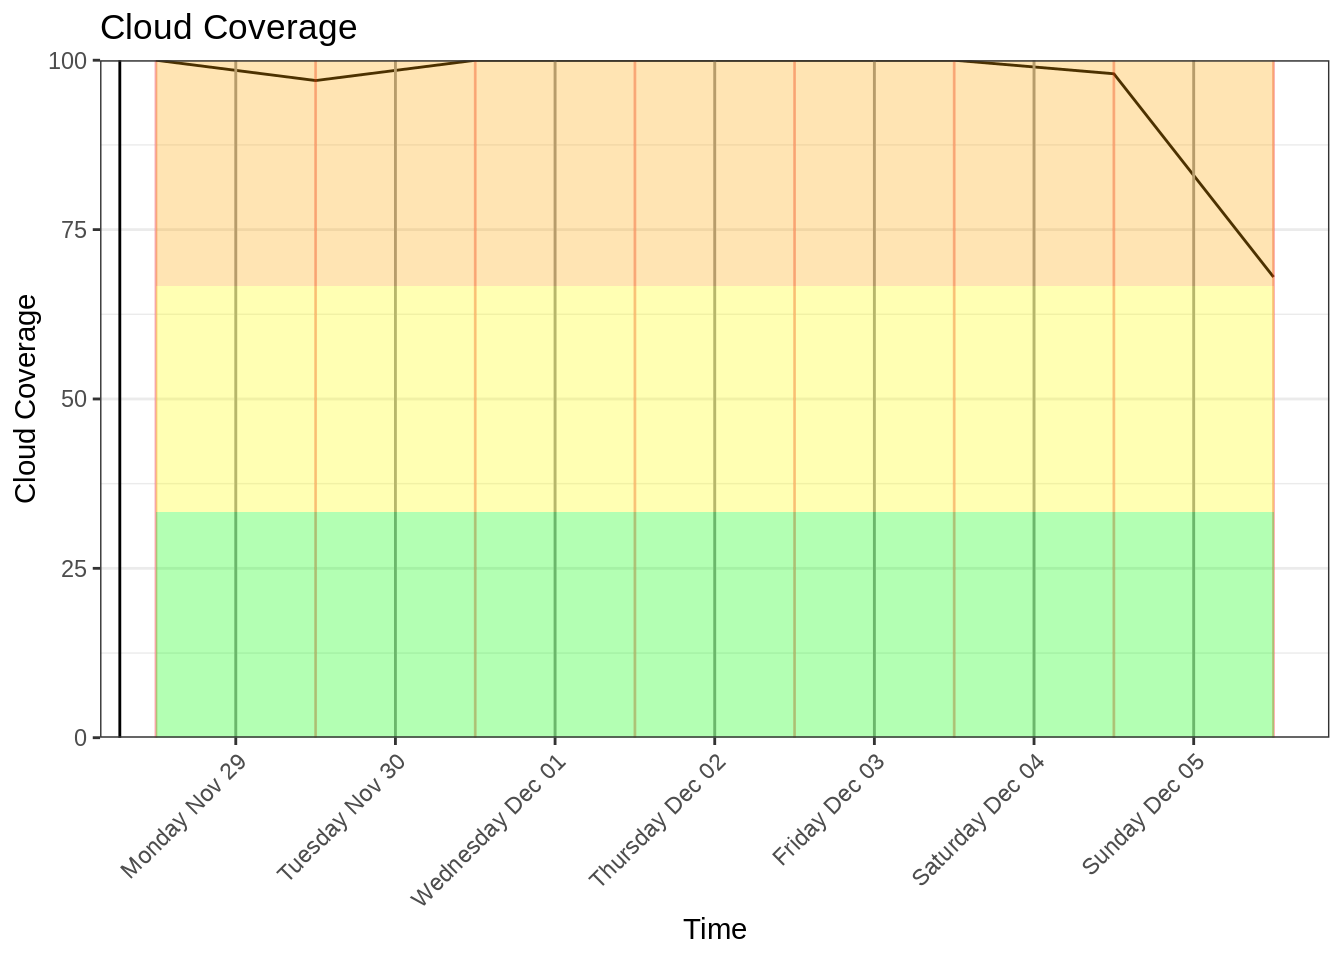 Cloud Coverage
100
75
50
25
0
Cloud Coverage
Monday Nov 29
Tuesday Nov 30
Wednesday Dec 01
Thursday Dec 02
Friday Dec 03
Saturday Dec 04
Sunday Dec 05
Time